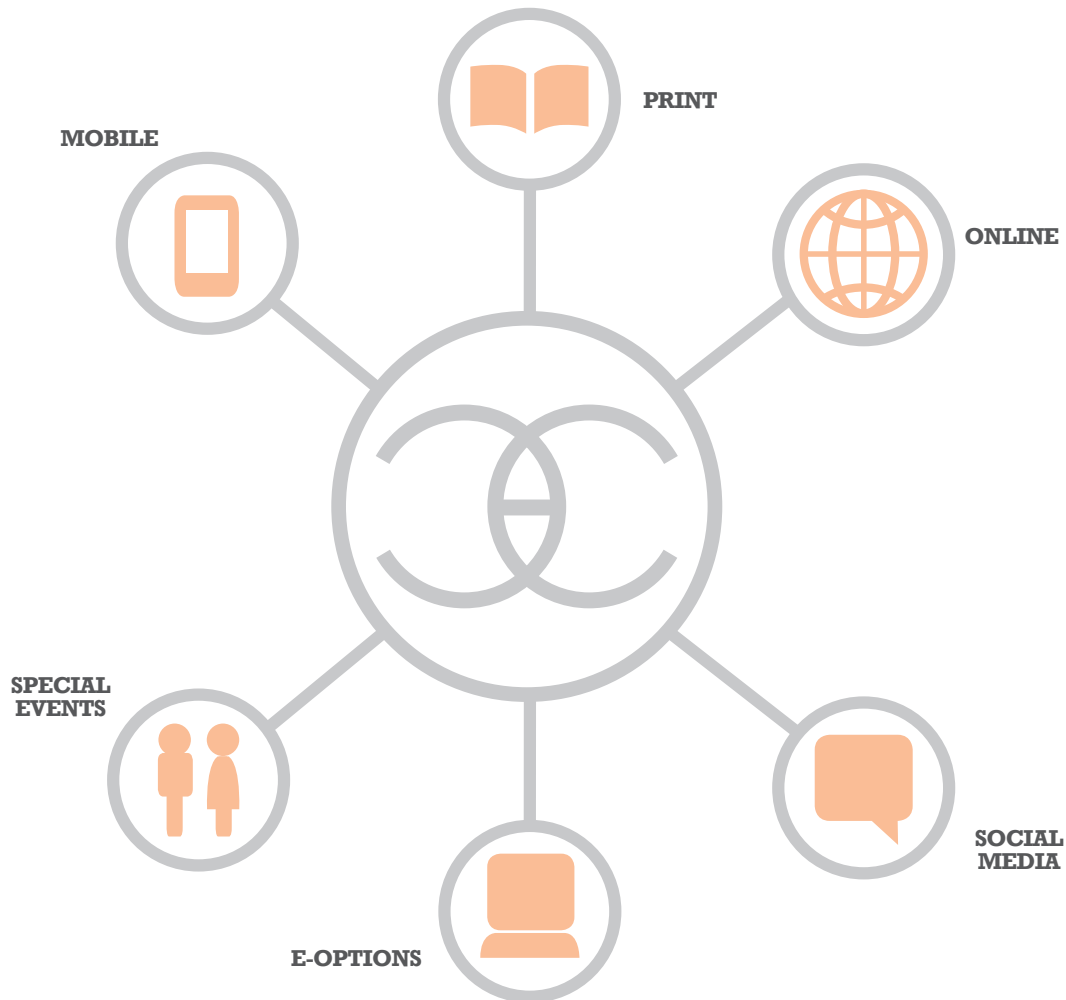 PRINT
MOBILE
ONLINE
SPECIAL
EVENTS
SOCIAL
MEDIA
E-OPTIONS